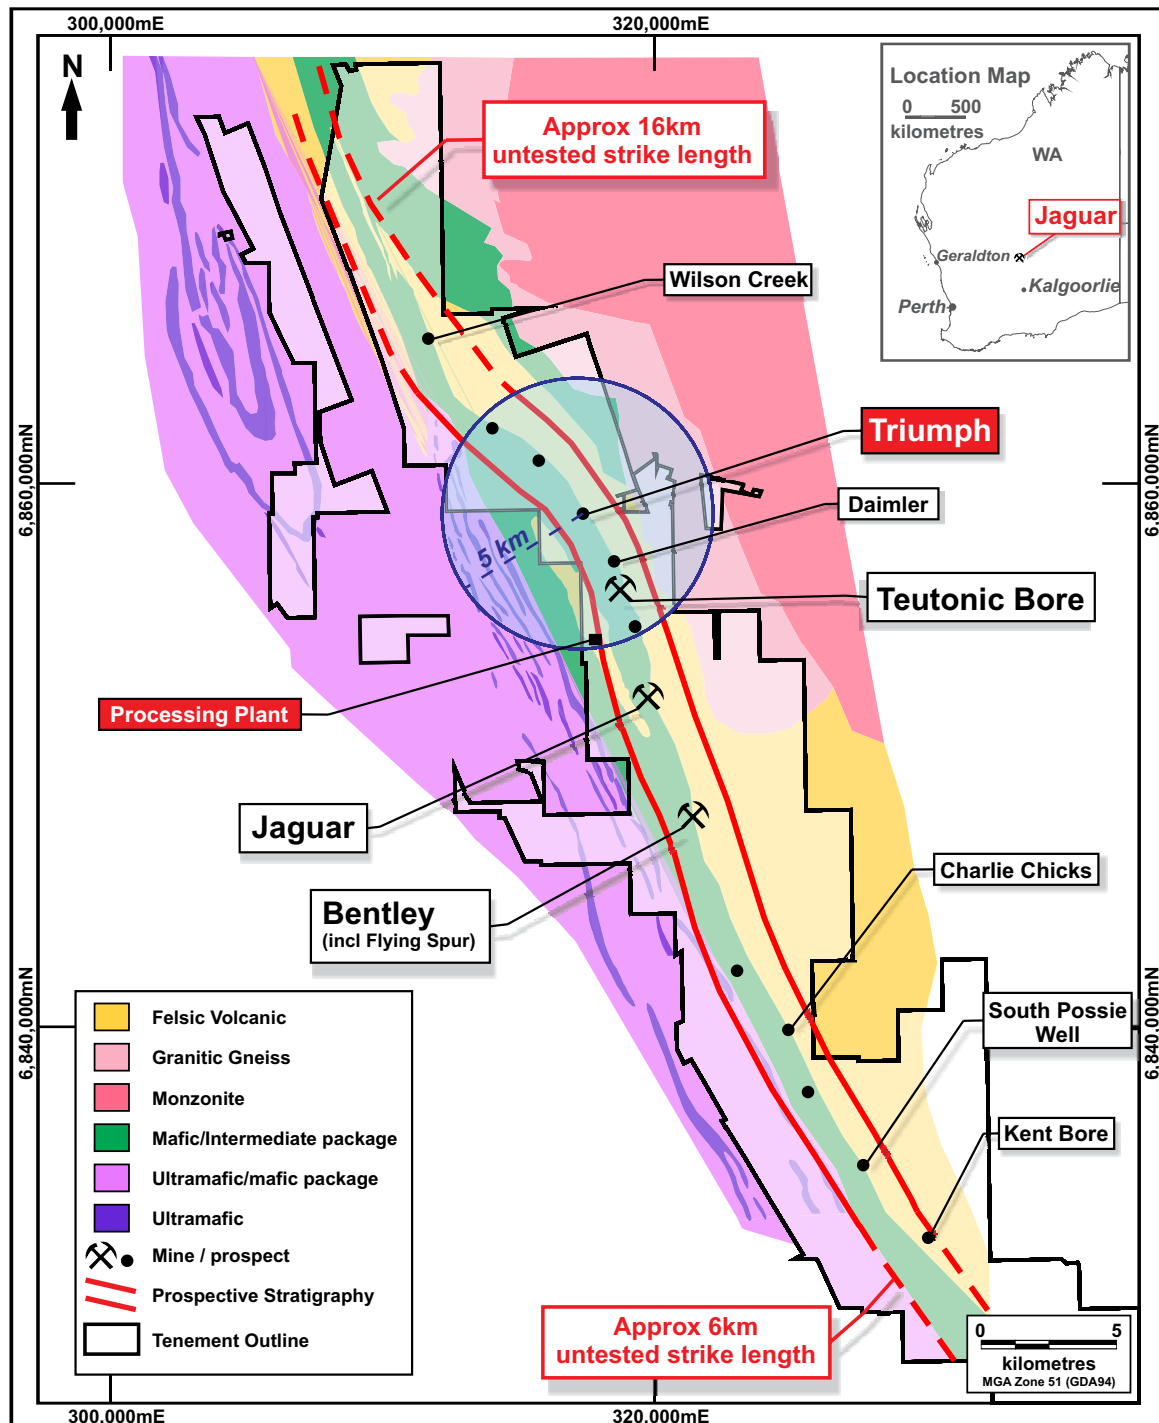 300,000mE
320,000mE
N
Approx 16km
untested strike length
Location Map
0 500
kilometres
WA
Jaguar
Geraldton
Kalgoorlie
Perth
Wilson Creek
Triumph
6,860,000mN
6,860,000mN
Daimler
5 km
Teutonic Bore
Processing Plant
Jaguar
Charlie Chicks
Bentley
(incl Flying Spur)
South Possie
Well
6,840,000mN
6,840,000mN
Felsic Volcanic
Granitic Gneiss
Monzonite
Mafic/Intermediate package
Ultramafic/mafic package
Ultramafic
Mine / prospect
Prospective Stratigraphy
Tenement Outline
Kent Bore
Approx 6km
untested strike length
0 5
kilometres
MGA Zone 51 (GDA94)
300,000mE
320,000mE